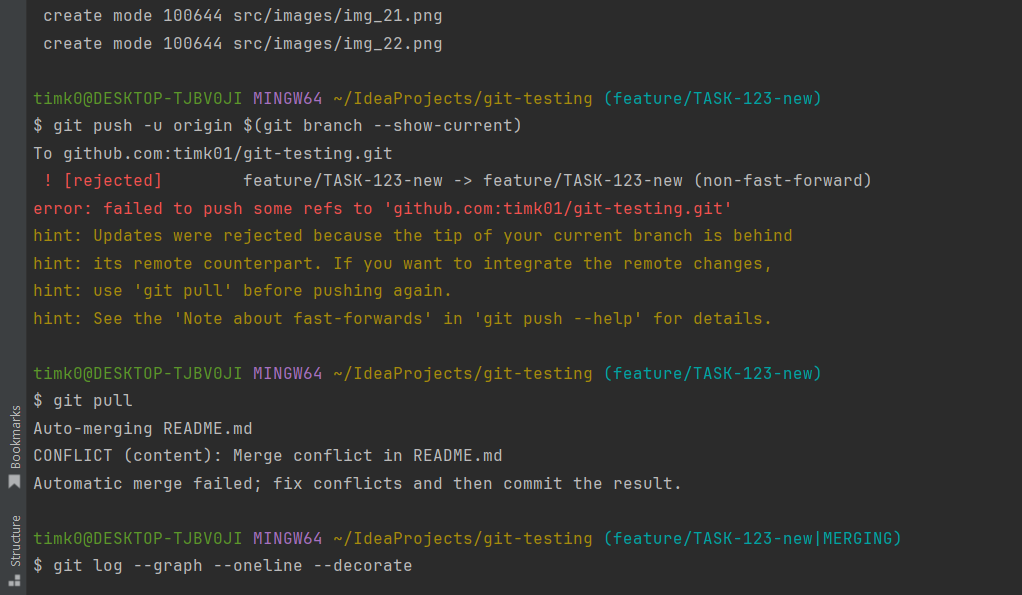 create mode 100644 src/images/img_21.png
create mode 100644 src/images/img_22.png
timk0@DESKTOP-TJBV0JI MINGW64 ~/IdeaProjects/git-testing (feature/TASK-123-new)
$ git push -u origin $(git branch --show-current)
To github.com:timk01/git-testing.git
! [rejected]        feature/TASK-123-new -> feature/TASK-123-new (non-fast-forward)
error: failed to push some refs to 'github.com:timk01/git-testing.git'
hint: Updates were rejected because the tip of your current branch is behind
hint: its remote counterpart. If you want to integrate the remote changes,
hint: use 'git pull' before pushing again.
hint: See the 'Note about fast-forwards' in 'git push --help' for details.
timk0@DESKTOP-TJBV0JI MINGW64 ~/IdeaProjects/git-testing (feature/TASK-123-new)
$ git pull
Auto-merging README.md
CONFLICT (content): Merge conflict in README.md
Automatic merge failed; fix conflicts and then commit the result.
timk0@DESKTOP-TJBV0JI MINGW64 ~/IdeaProjects/git-testing (feature/TASK-123-new|MERGING)
$ git log --graph --oneline --decorate
Bookmarks
Structure